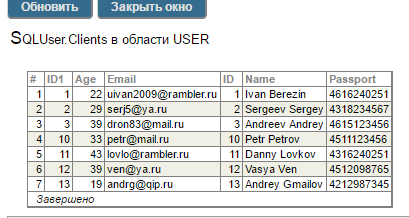 Обновить Закрыть окно
SQLUser.Clients в области USER
# ID1 Age Email ID Name Passport
1 1 22 uivan2009@rambler.ru 1 Ivan Berezin 4616240251
2 2 29 serj5@ya.ru 2 Sergeev Sergey 4318234567
3 3 39 dron83@mail.ru 3 Andreev Andrey 4615123456
4 10 33 petr@mail.ru 10 Petr Petrov 4511123456
5 11 43 lovlo@rambler.ru 11 Danny Lovkov 4316240251
6 12 39 ven@ya.ru 12 Vasya Ven 4512098765
7 13 19 andrg@qip.ru 13 Andrey Gmailov 4212987345
Завершено